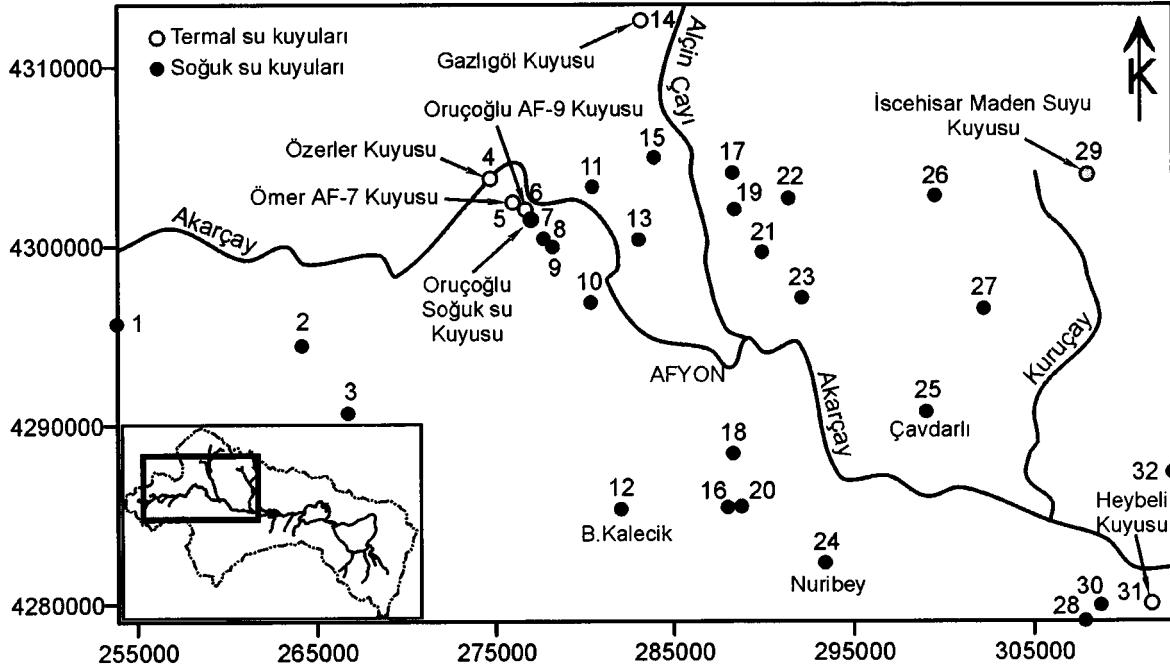 Termal su kuyuları
Soğuk su kuyuları
14
Gazlıgöl Kuyusu
Alçin Çayı
K
4310000
Oruçoğlu AF-9 Kuyusu
İscehisar Maden Suyu
Kuyusu
Özerler Kuyusu
4
15
17
29
11
22
26
Ömer AF-7 Kuyusu
5
6
7
19
Akarçay
8
13
21
4300000
9
Oruçoğlu
Soğuk su
Kuyusu
10
23
27
1
2
Kuruçay
AFYON
Akarçay
3
25
Çavdarlı
4290000
18
32
Heybeli
Kuyusu
12
16
20
B.Kalecik
24
Nuribey
4280000
28
30
31
255000
265000
275000
285000
295000
305000